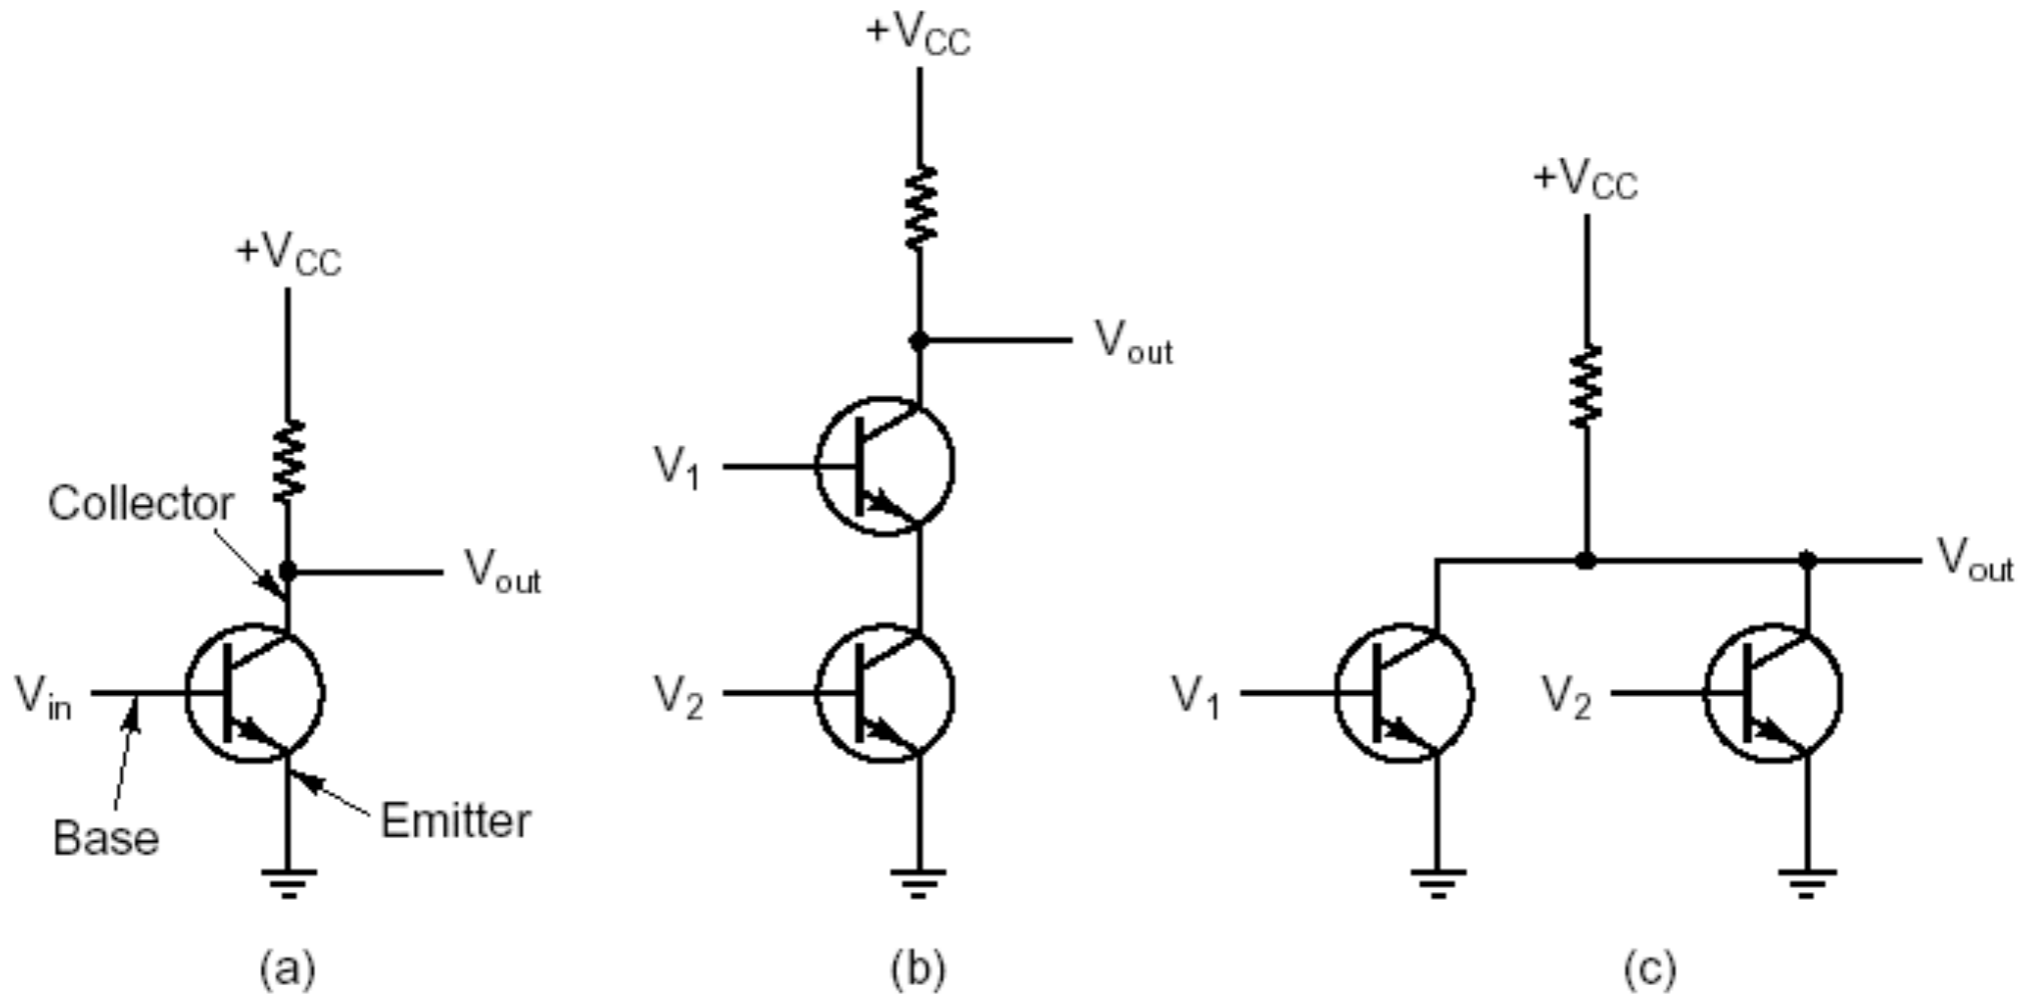 +VCC
Collector
Vout
Vin
Base
Emitter
(a)
+VCC
Vout
V1
V2
(b)
+VCC
Vout
V1
V2
(c)